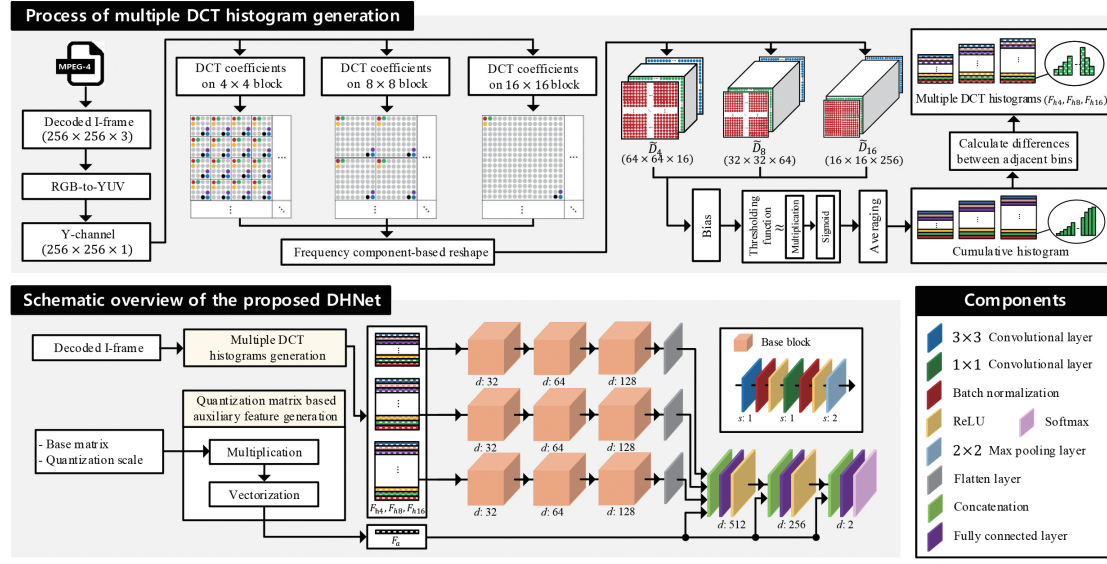 Process of multiple DCT histogram generation
MPEG-4
Decoded I-frame
(256 × 256 × 3)
RGB-to-YUV
Y-channel
(256 × 256 × 1)
DCT coefficients
on 4 × 4 block
DCT coefficients
on 8 × 8 block
DCT coefficients
on 16 × 16 block
...
...
...
⋮
⋱
⋮
⋱
⋮
⋱
Frequency component-based reshape
D̃4
(64 × 64 × 16)
D̃8
(32 × 32 × 64)
D̃16
(16 × 16 × 256)
Bias
Thresholding
function
≈
Multiplication
Sigmoid
Averaging
Cumulative histogram
Calculate differences
between adjacent bins
Multiple DCT histograms (Fh4, Fh8, Fh16)
Schematic overview of the proposed DHNet
Decoded I-frame
Multiple DCT
histograms generation
Quantization matrix based
auxiliary feature generation
- Base matrix
- Quantization scale
Multiplication
Vectorization
Fh4, Fh8, Fh16
Fa
d: 32
d: 64
d: 128
d: 32
d: 64
d: 128
d: 32
d: 64
d: 128
Base block
s: 1
s: 1
s: 2
d: 512
d: 256
d: 2
Components
3×3 Convolutional layer
1×1 Convolutional layer
Batch normalization
ReLU
Softmax
2×2 Max pooling layer
Flatten layer
Concatenation
Fully connected layer